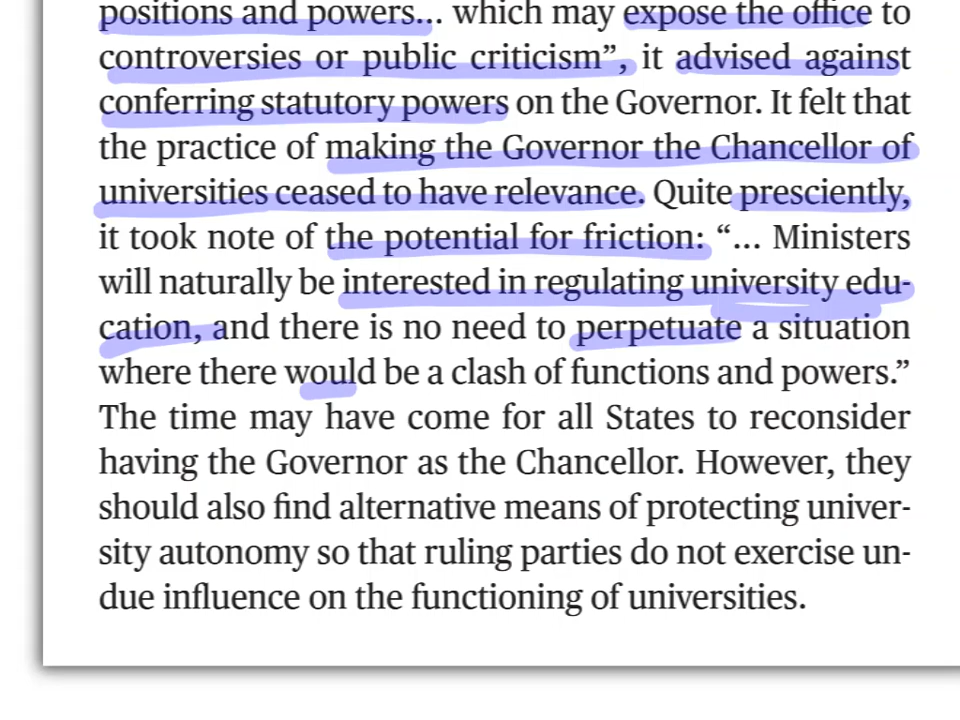 positions and powers... which may expose the office to
controversies or public criticism”, it advised against
conferring statutory powers on the Governor. It felt that
the practice of making the Governor the Chancellor of
universities ceased to have relevance. Quite presciently,
it took note of the potential for friction: “... Ministers
will naturally be interested in regulating university edu-
cation, and there is no need to perpetuate a situation
where there would be a clash of functions and powers.”
The time may have come for all States to reconsider
having the Governor as the Chancellor. However, they
should also find alternative means of protecting univer-
sity autonomy so that ruling parties do not exercise un-
due influence on the functioning of universities.